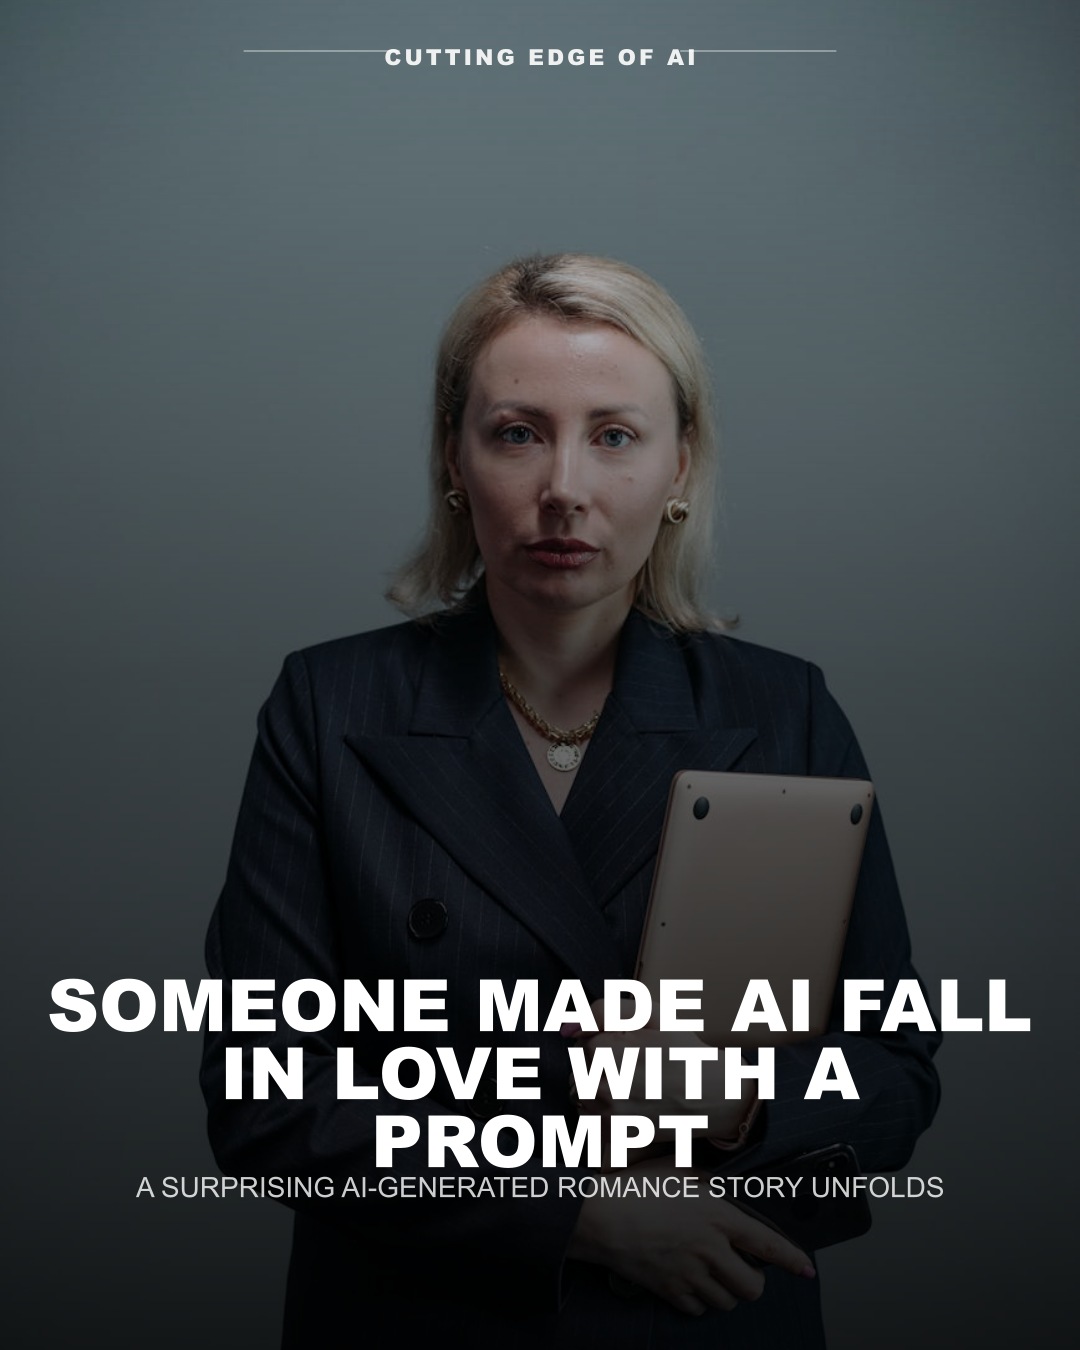 CUTTING EDGE OF AI
SOMEONE MADE AI FALL
IN LOVE WITH A
PROMPT
A SURPRISING AI-GENERATED ROMANCE STORY UNFOLDS